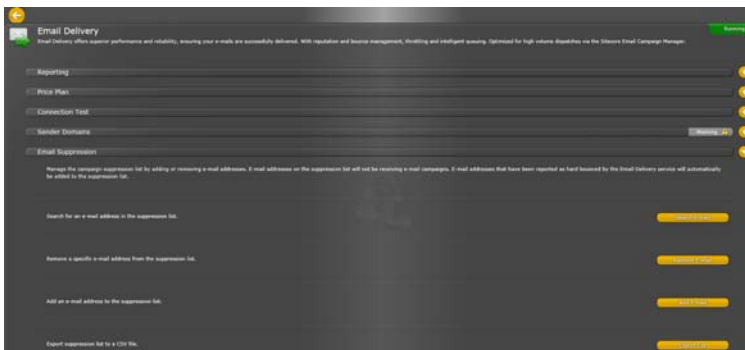 Email Delivery
Running
Email Delivery offers superior performance and reliability, ensuring your e-mails are successfully delivered. With reputation and bounce management, throttling and intelligent queuing. Optimized for high volume dispatches via the Sitecore Email Campaign Manager.
Reporting
Price Plan
Connection Test
Sender Domains
Warning
Email Suppression
Manage the campaign suppression list by adding or removing e-mail addresses. E-mail addresses on the suppression list will not be receiving e-mail campaigns. E-mail addresses that have been reported as hard bounced by the Email Delivery service will automatically
be added to the suppression list.
Search for an e-mail address in the suppression list.
Search E-mail
Remove a specific e-mail address from the suppression list.
Remove E-mail
Add an e-mail address to the suppression list.
Add E-mail
Export suppression list to a CSV file.